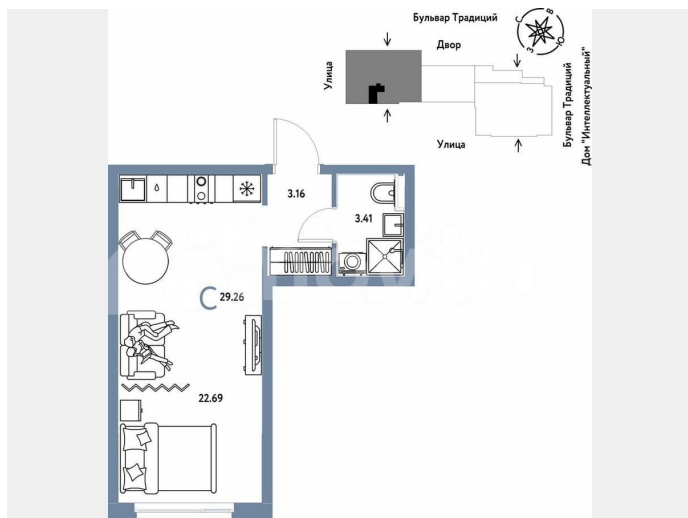 Бульвар Традиций
С
В
З
Ю
Двор
Улица
Улица
Бульвар Традиций
Дом "Интеллектуальный"
3.16
3.41
С 29.26
22.69